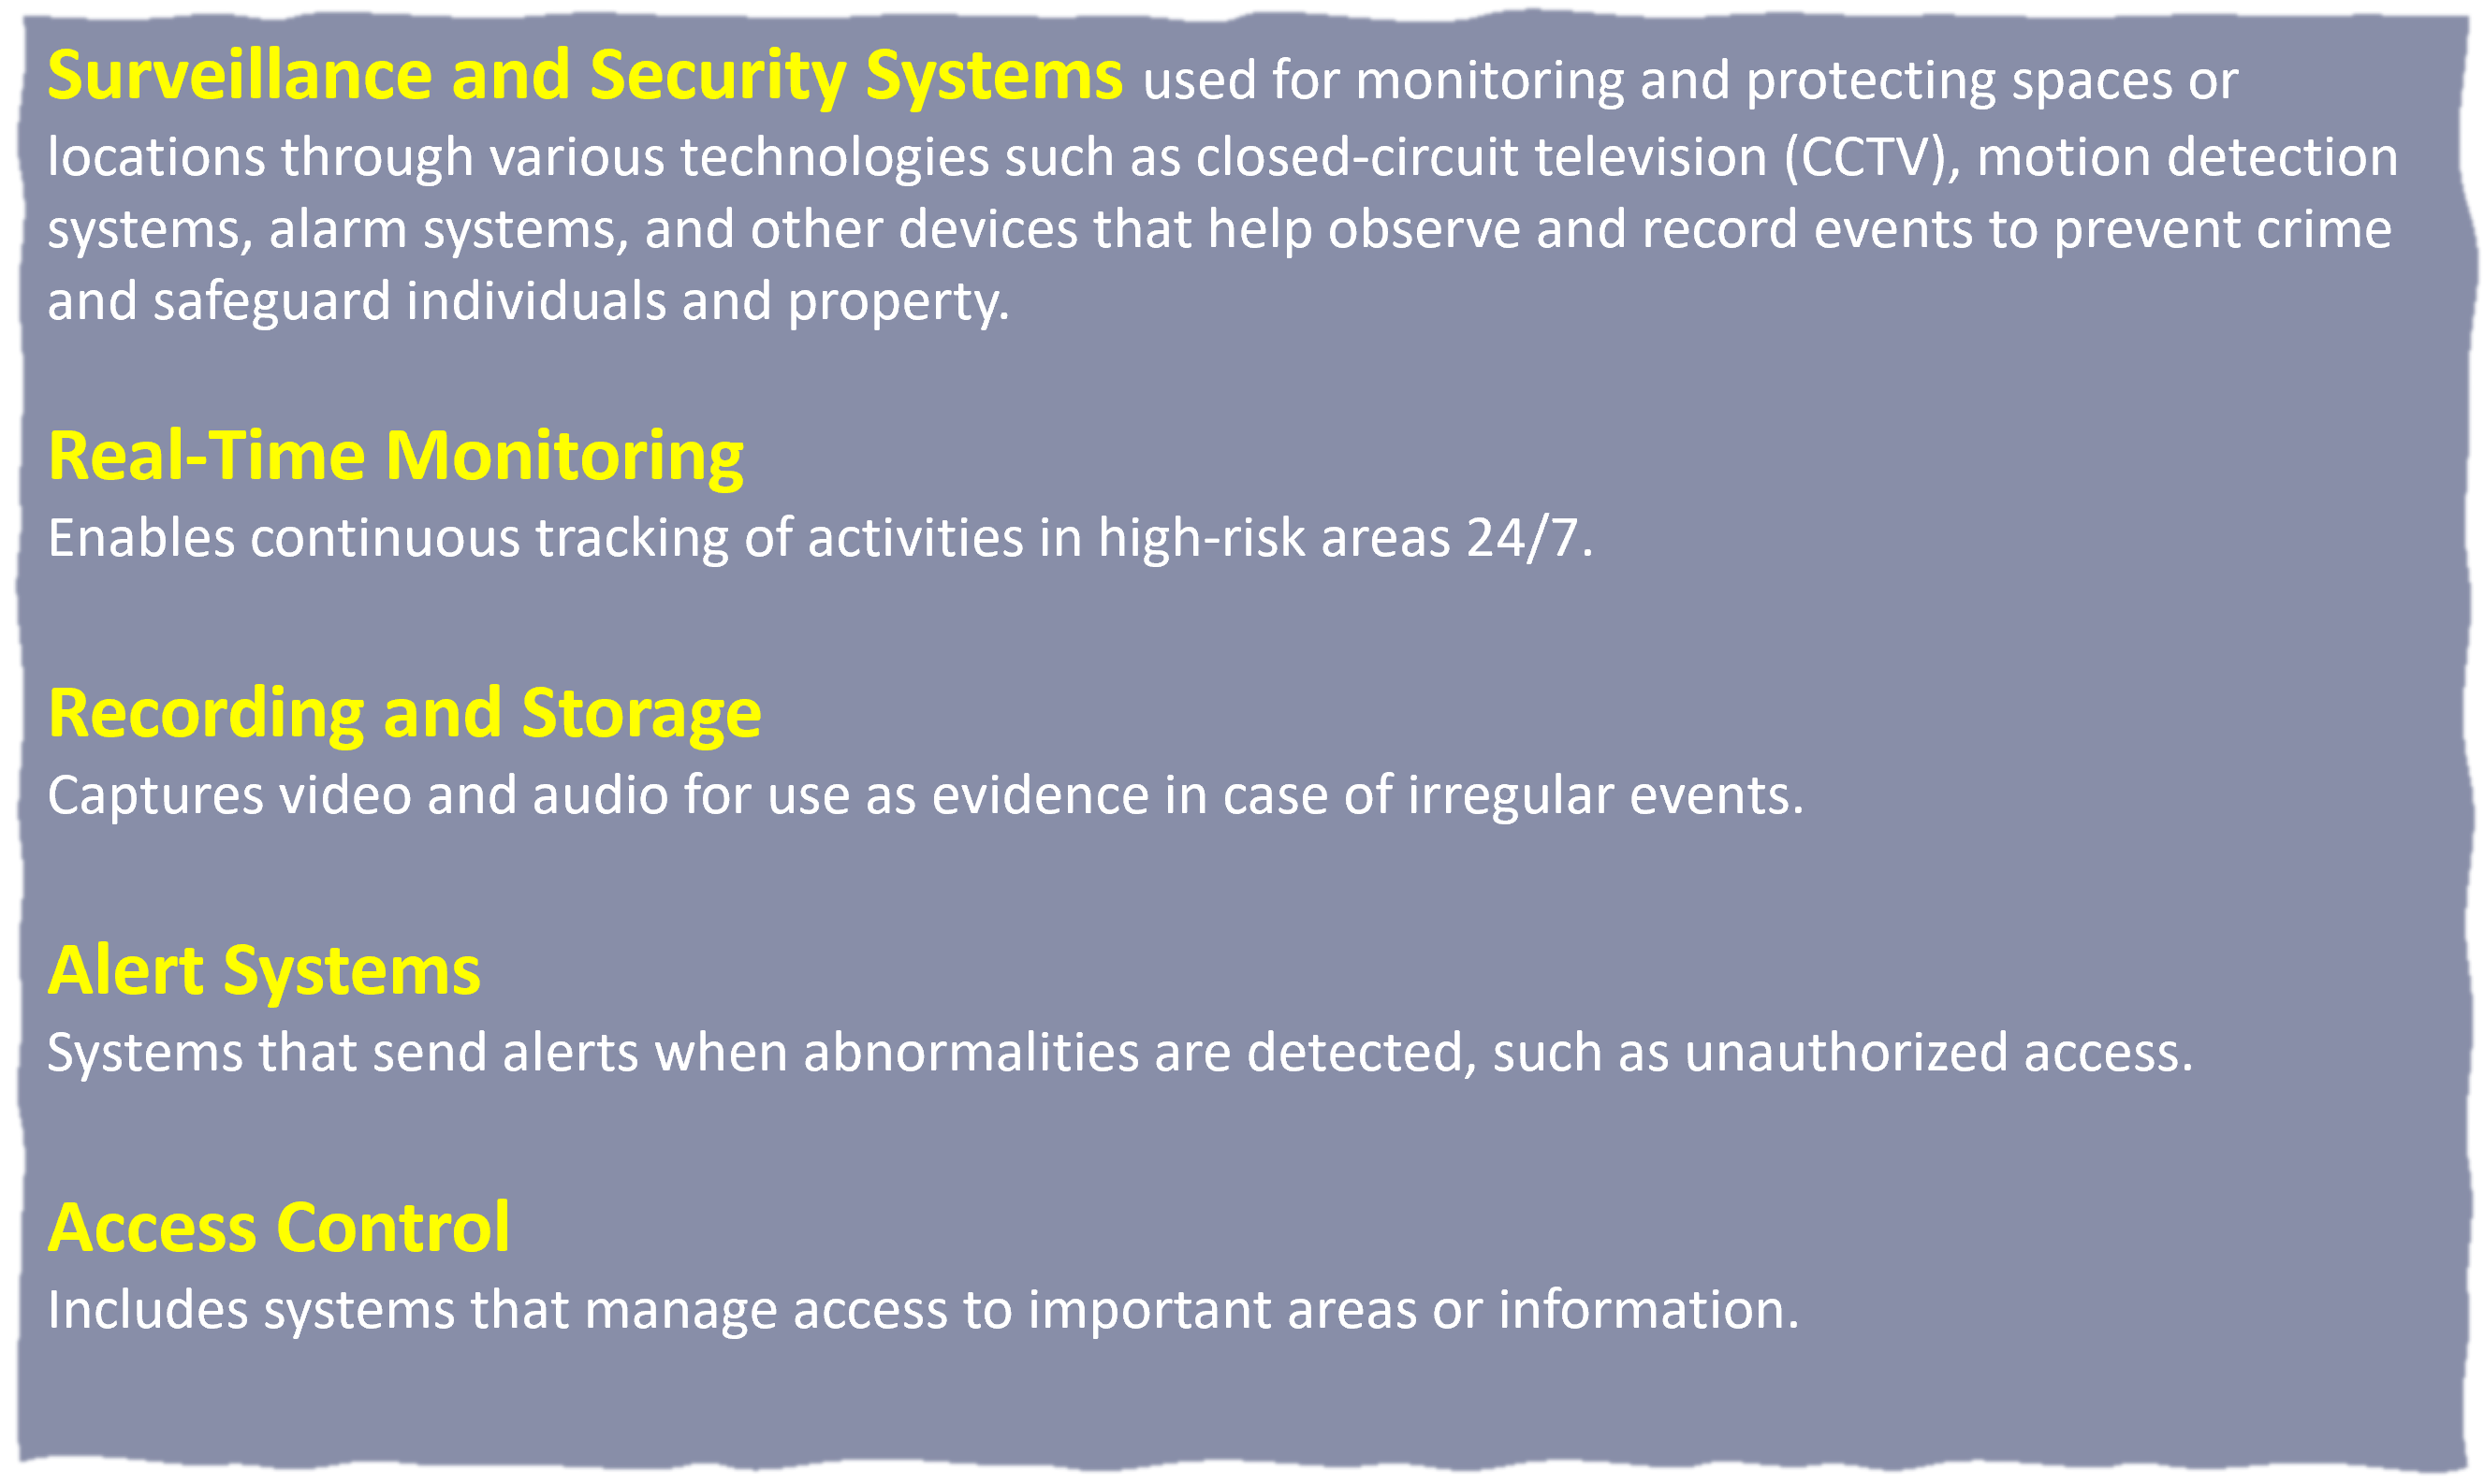 Surveillance and Security Systems used for monitoring and protecting spaces or
locations through various technologies such as closed-circuit television (CCTV), motion detection
systems, alarm systems, and other devices that help observe and record events to prevent crime
and safeguard individuals and property.
Real-Time Monitoring
Enables continuous tracking of activities in high-risk areas 24/7.
Recording and Storage
Captures video and audio for use as evidence in case of irregular events.
Alert Systems
Systems that send alerts when abnormalities are detected, such as unauthorized access.
Access Control
Includes systems that manage access to important areas or information.